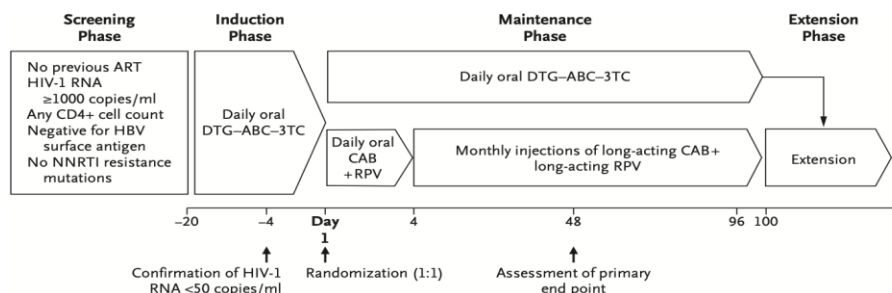 Screening
Phase
Induction
Phase
Maintenance
Phase
Extension
Phase
No previous ART
HIV-1 RNA
≥1000 copies/ml
Any CD4+ cell count
Negative for HBV
surface antigen
No NNRTI resistance
mutations
Daily oral
DTG–ABC–3TC
Daily oral DTG–ABC–3TC
Daily oral
CAB
+RPV
Monthly injections of long-acting CAB+
long-acting RPV
Extension
−20
−4
Day
1
4
48
96
100
Confirmation of HIV-1
RNA <50 copies/ml
Randomization (1:1)
Assessment of primary
end point